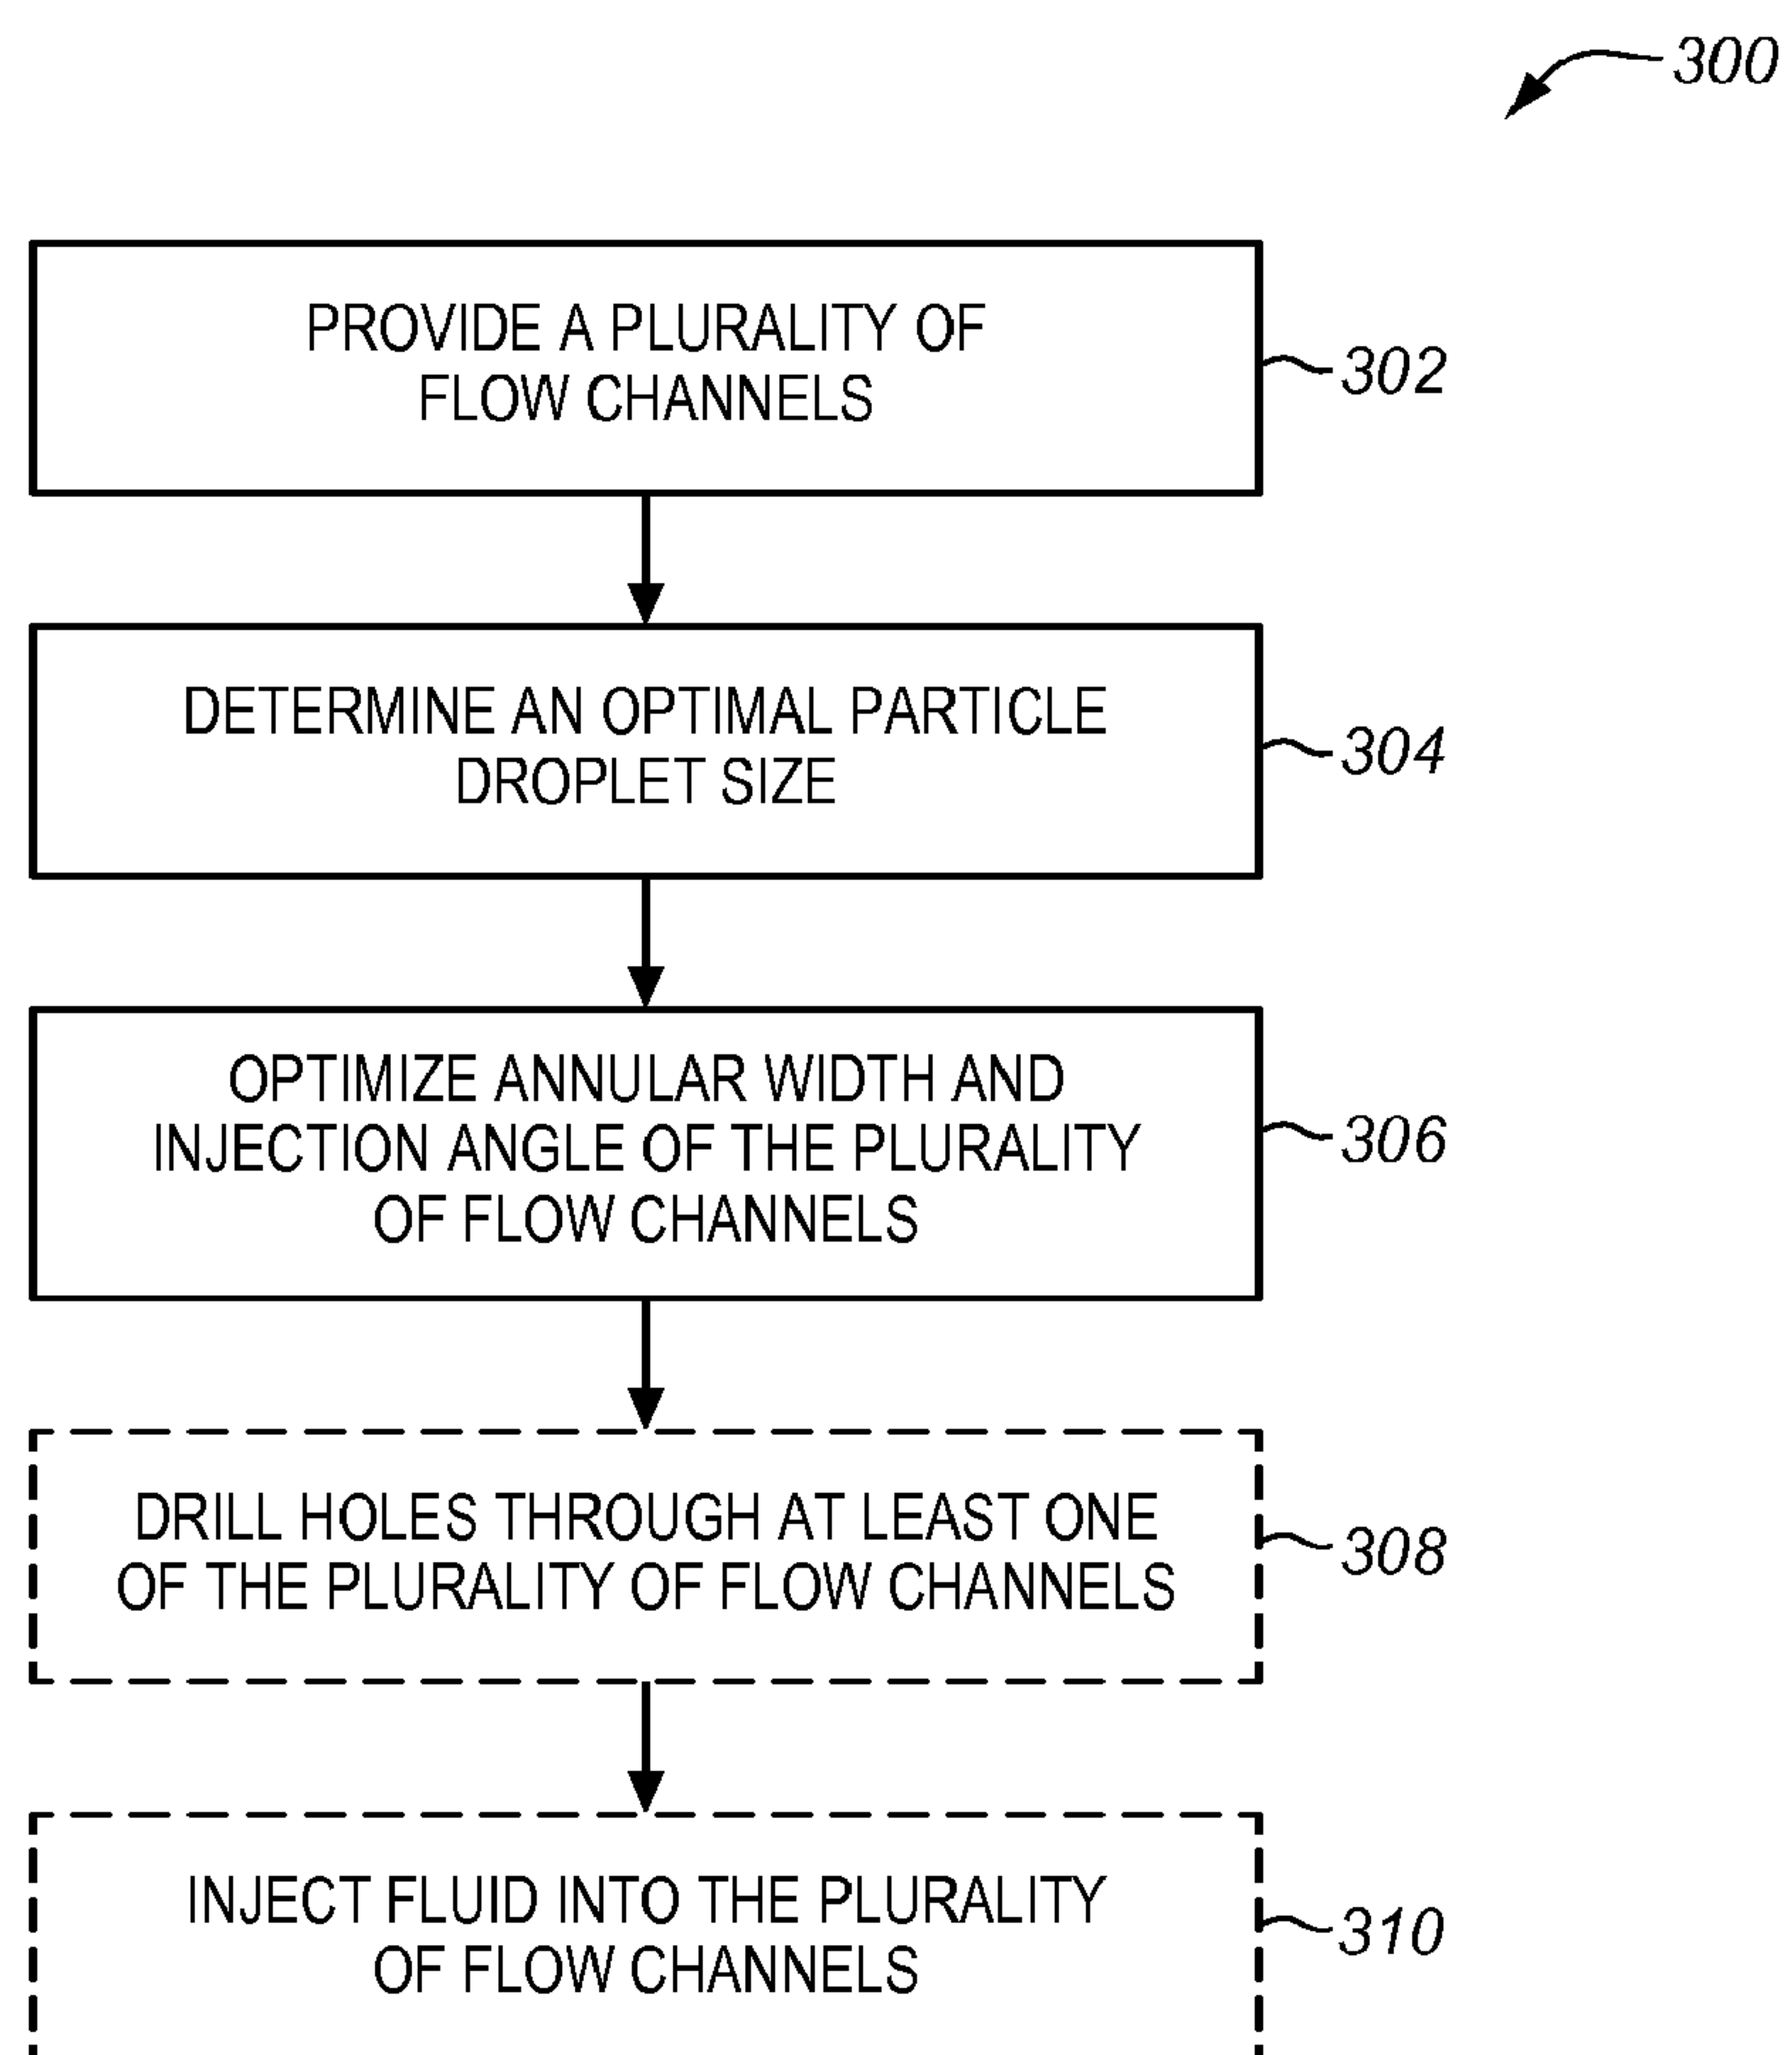 300
PROVIDE A PLURALITY OF
FLOW CHANNELS
302
DETERMINE AN OPTIMAL PARTICLE
DROPLET SIZE
304
OPTIMIZE ANNULAR WIDTH AND
INJECTION ANGLE OF THE PLURALITY
OF FLOW CHANNELS
306
DRILL HOLES THROUGH AT LEAST ONE
OF THE PLURALITY OF FLOW CHANNELS
308
INJECT FLUID INTO THE PLURALITY
OF FLOW CHANNELS
310